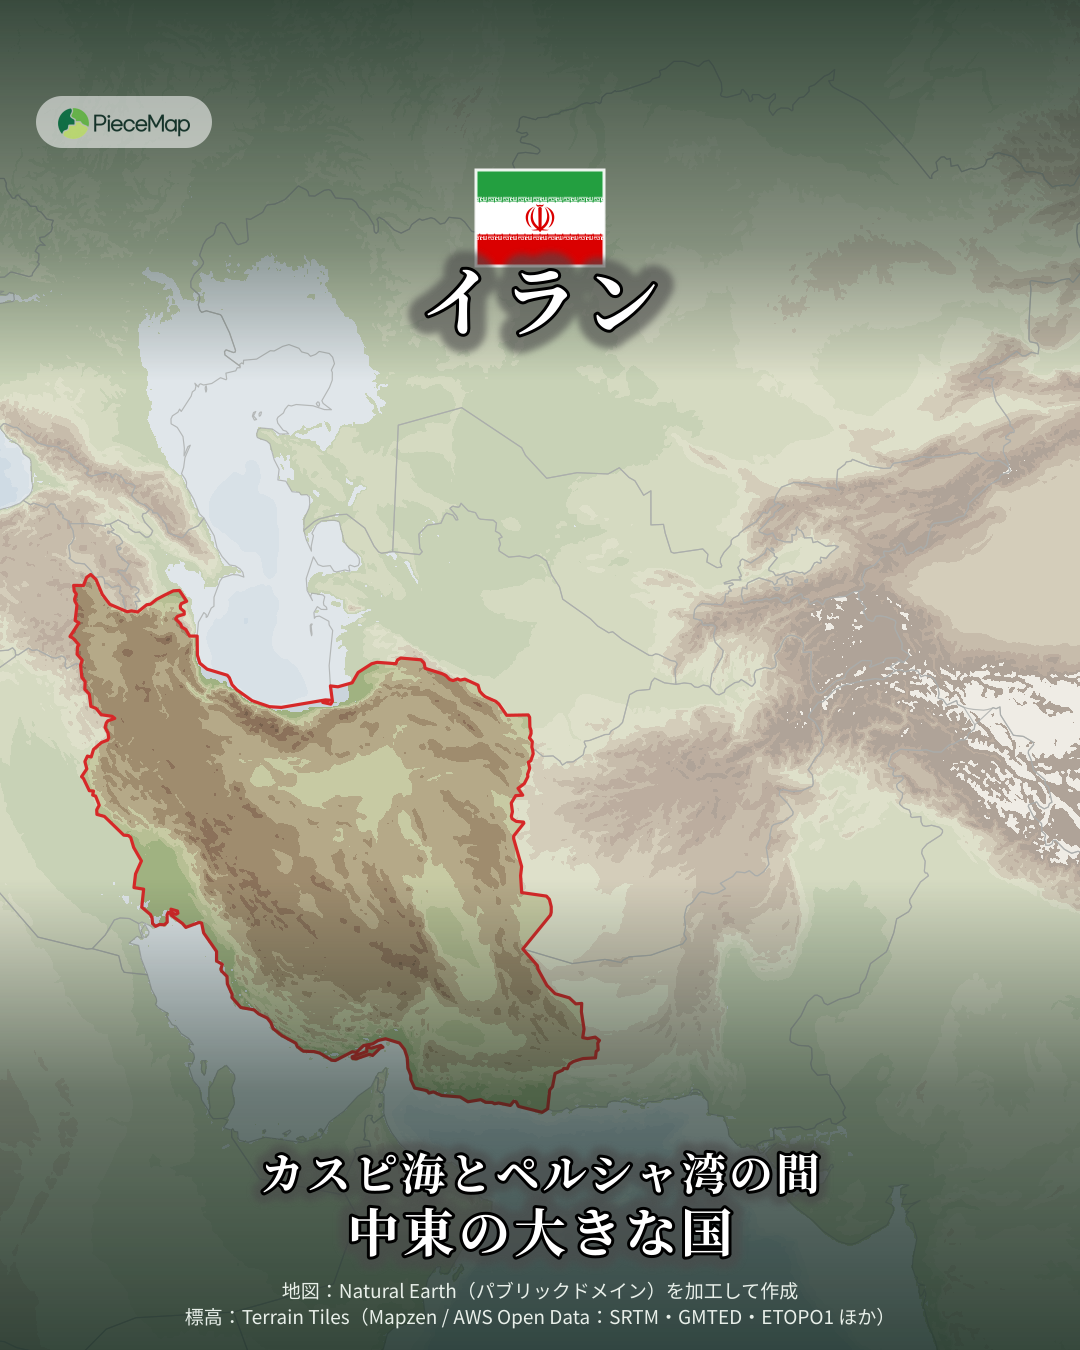 PieceMap
イラン
カスピ海とペルシャ湾の間
中東の大きな国
地図：Natural Earth（パブリックドメイン）を加工して作成
標高：Terrain Tiles（Mapzen / AWS Open Data：SRTM・GMTED・ETOPO1 ほか）